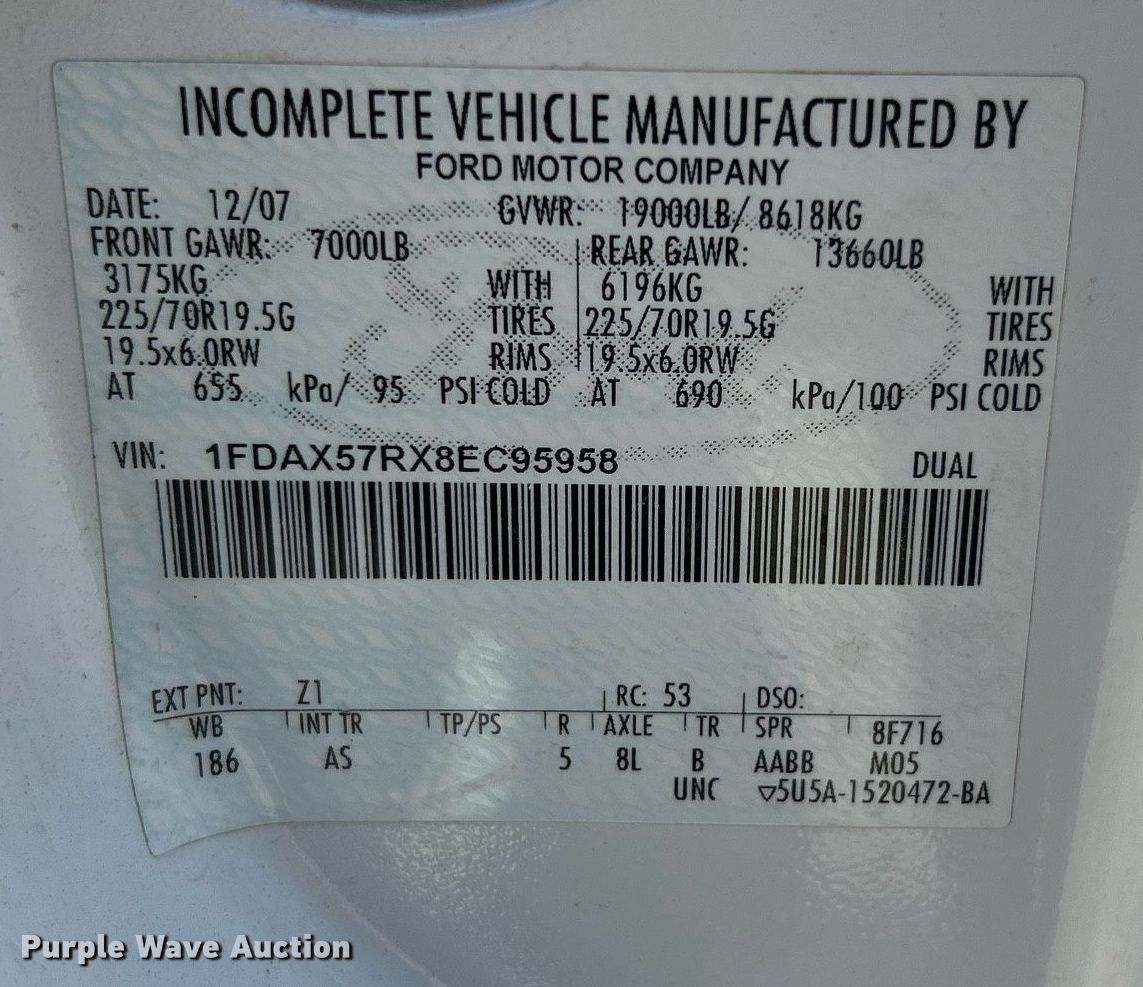 INCOMPLETE VEHICLE MANUFACTURED BY
FORD MOTOR COMPANY
DATE: 12/07 GVWR: 19000LB/ 8618KG
FRONT GAWR: 7000LB REAR GAWR: 13660LB
3175KG WITH 6196KG WITH
225/70R19.5G TIRES 225/70R19.5G TIRES
19.5x6.0RW RIMS 19.5x6.0RW RIMS
AT 655 kPa/ 95 PSI COLD AT 690 kPa/100 PSI COLD
VIN: 1FDAX57RX8EC95958 DUAL
EXT PNT: Z1 RC: 53 DSO:
WB INT TR TP/PS R AXLE TR SPR 8F716
186 AS 5 8L B AABB M05
UNC ▽5U5A-1520472-BA
Purple Wave Auction